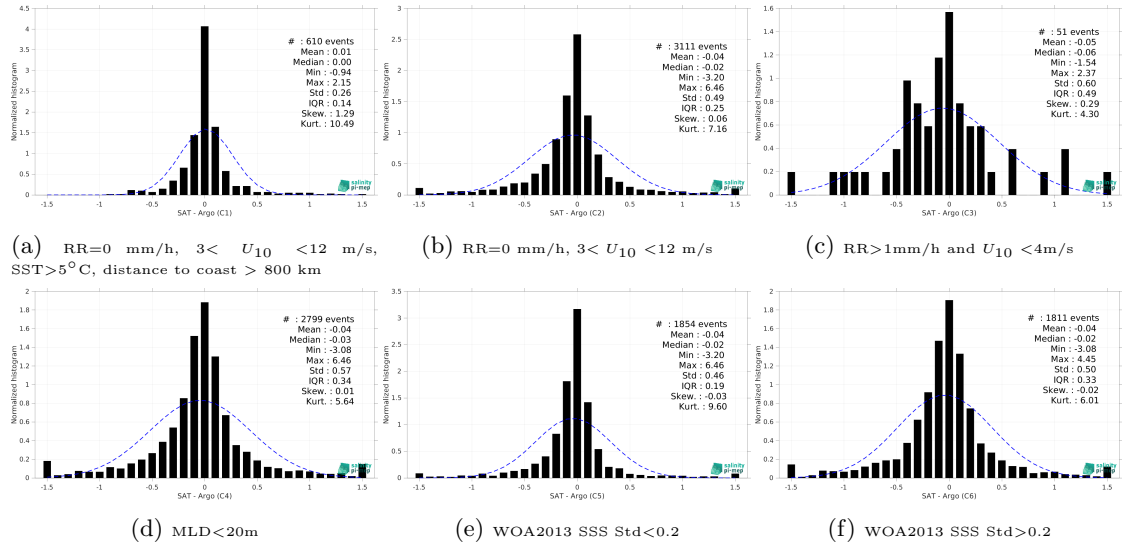 4.5
4
3.5
3
2.5
2
1.5
1
0.5
0
Normalized histogram
# : 610 events
Mean : 0.01
Median : 0.00
Min : -0.94
Max : 2.15
Std : 0.26
IQR : 0.14
Skew. : 1.29
Kurt. : 10.49
salinity
pi-mep
-1.5 -1 -0.5 0 0.5 1 1.5
SAT - Argo (C1)
(a) RR=0 mm/h, 3< U10 <12 m/s,
SST>5°C, distance to coast > 800 km
3
2.5
2
1.5
1
0.5
0
Normalized histogram
# : 3111 events
Mean : -0.04
Median : -0.02
Min : -3.20
Max : 6.46
Std : 0.49
IQR : 0.25
Skew. : 0.06
Kurt. : 7.16
salinity
pi-mep
-1.5 -1 -0.5 0 0.5 1 1.5
SAT - Argo (C2)
(b) RR=0 mm/h, 3< U10 <12 m/s
1.6
1.4
1.2
1
0.8
0.6
0.4
0.2
0
Normalized histogram
# : 51 events
Mean : -0.05
Median : -0.06
Min : -1.54
Max : 2.37
Std : 0.60
IQR : 0.49
Skew. : 0.29
Kurt. : 4.30
salinity
pi-mep
-1.5 -1 -0.5 0 0.5 1 1.5
SAT - Argo (C3)
(c) RR>1mm/h and U10 <4m/s
2
1.8
1.6
1.4
1.2
1
0.8
0.6
0.4
0.2
0
Normalized histogram
# : 2799 events
Mean : -0.04
Median : -0.03
Min : -3.08
Max : 6.46
Std : 0.57
IQR : 0.34
Skew. : 0.01
Kurt. : 5.64
salinity
pi-mep
-1.5 -1 -0.5 0 0.5 1 1.5
SAT - Argo (C4)
(d) MLD<20m
3.5
3
2.5
2
1.5
1
0.5
0
Normalized histogram
# : 1854 events
Mean : -0.04
Median : -0.02
Min : -3.20
Max : 6.46
Std : 0.46
IQR : 0.19
Skew. : -0.03
Kurt. : 9.60
salinity
pi-mep
-1.5 -1 -0.5 0 0.5 1 1.5
SAT - Argo (C5)
(e) WOA2013 SSS Std<0.2
2
1.8
1.6
1.4
1.2
1
0.8
0.6
0.4
0.2
0
Normalized histogram
# : 1811 events
Mean : -0.04
Median : -0.02
Min : -3.08
Max : 4.45
Std : 0.50
IQR : 0.33
Skew. : -0.02
Kurt. : 6.01
salinity
pi-mep
-1.5 -1 -0.5 0 0.5 1 1.5
SAT - Argo (C6)
(f) WOA2013 SSS Std>0.2